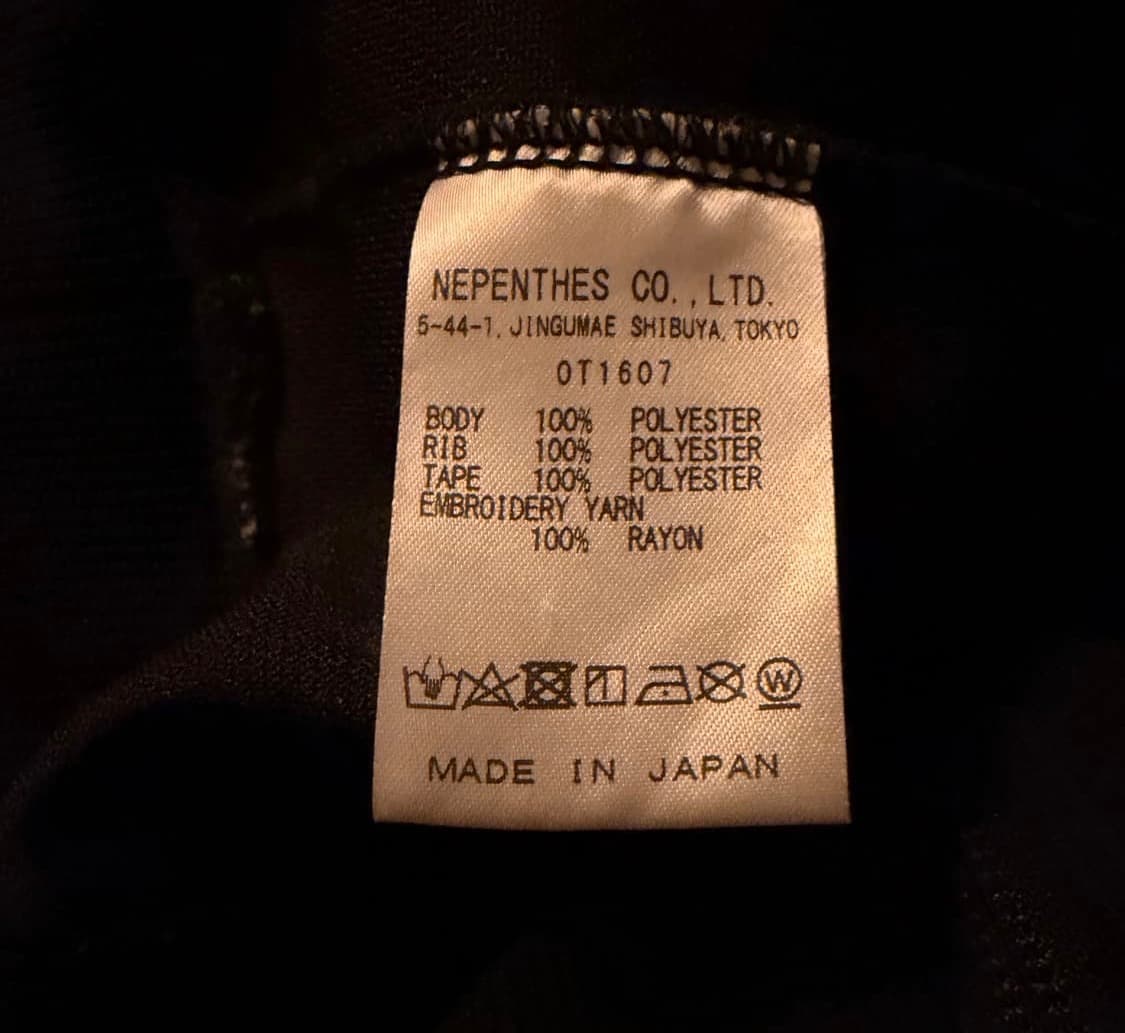 NEPENTHES CO.,LTD.
5-44-1, JINGUMAE SHIBUYA, TOKYO
OT1607
BODY 100% POLYESTER
RIB 100% POLYESTER
TAPE 100% POLYESTER
EMBROIDERY YARN
100% RAYON
W
MADE IN JAPAN